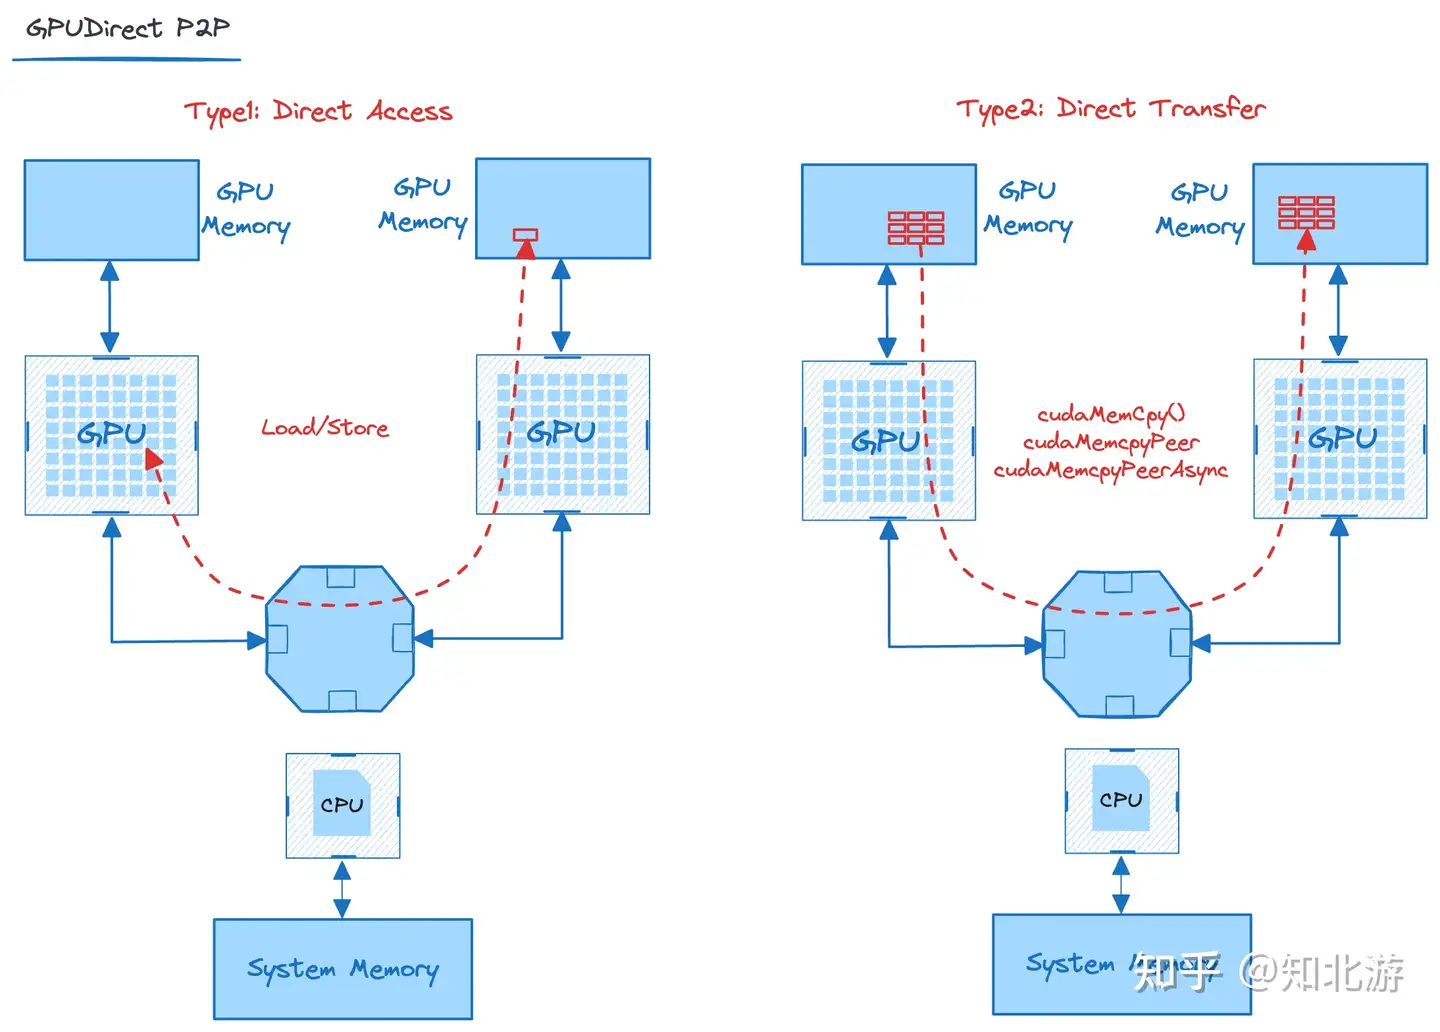 GPUDirect P2P
Type1: Direct Access
GPU
Memory
GPU
Memory
GPU
Load/Store
GPU
CPU
System Memory
Type2: Direct Transfer
GPU
Memory
GPU
Memory
GPU
cudaMemCpy()
cudaMemcpyPeer
cudaMemcpyPeerAsync
GPU
CPU
System Memory
知乎 @知北游